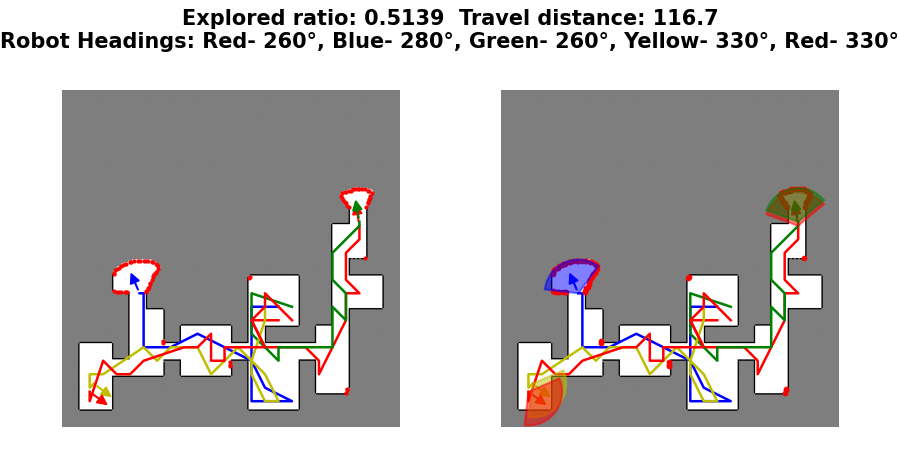 Explored ratio: 0.5139  Travel distance: 116.7
Robot Headings: Red- 260°, Blue- 280°, Green- 260°, Yellow- 330°, Red- 330°